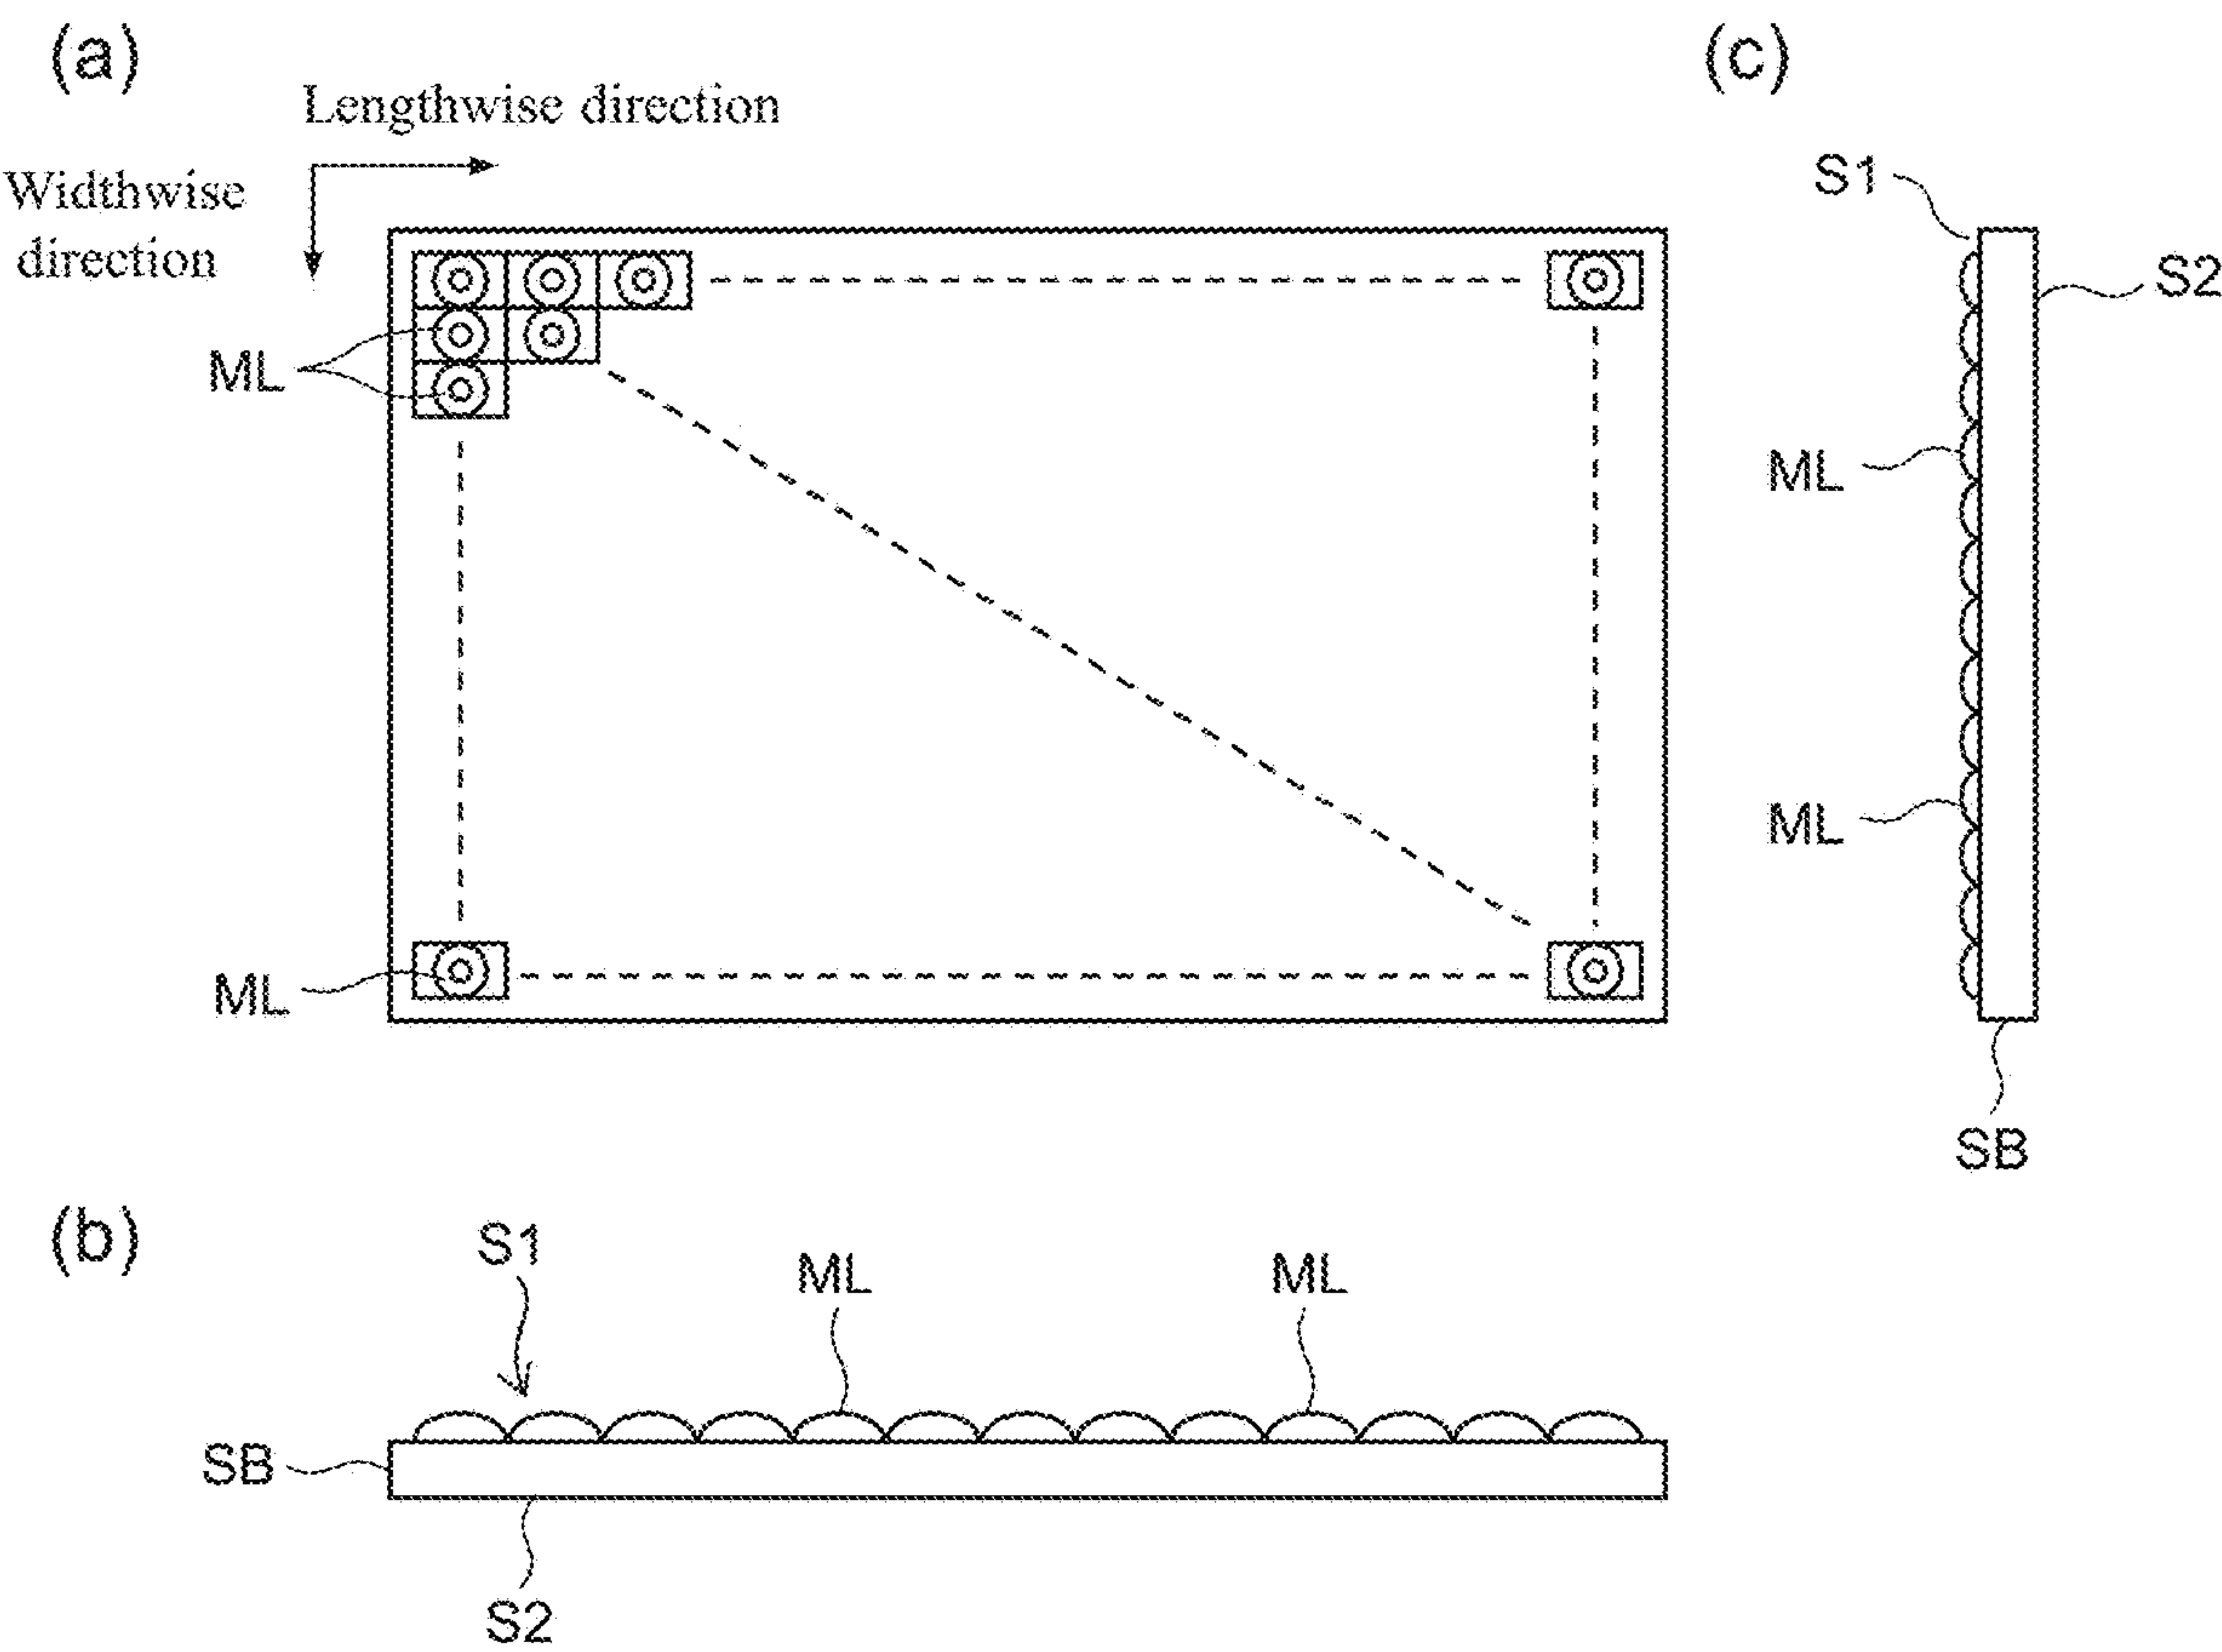 (a)
Lengthwise direction
Widthwise
direction
ML
ML
(c)
S1
S2
ML
ML
SB
(b)
S1
ML
ML
SB
S2